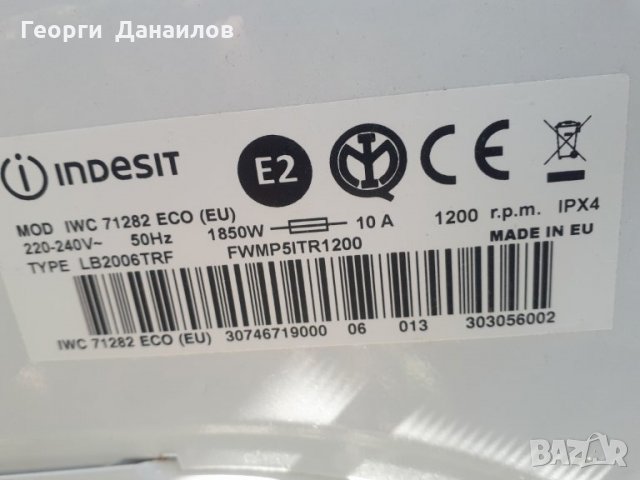 Георги Данаилов
indesit
E2
CE
MOD IWC 71282 ECO (EU)
220-240V~ 50Hz 1850W 10 A 1200 r.p.m. IPX4
TYPE LB2006TRF FWMP5ITR1200 MADE IN EU
IWC 71282 ECO (EU) 30746719000 06 013 303056002
BAZAR